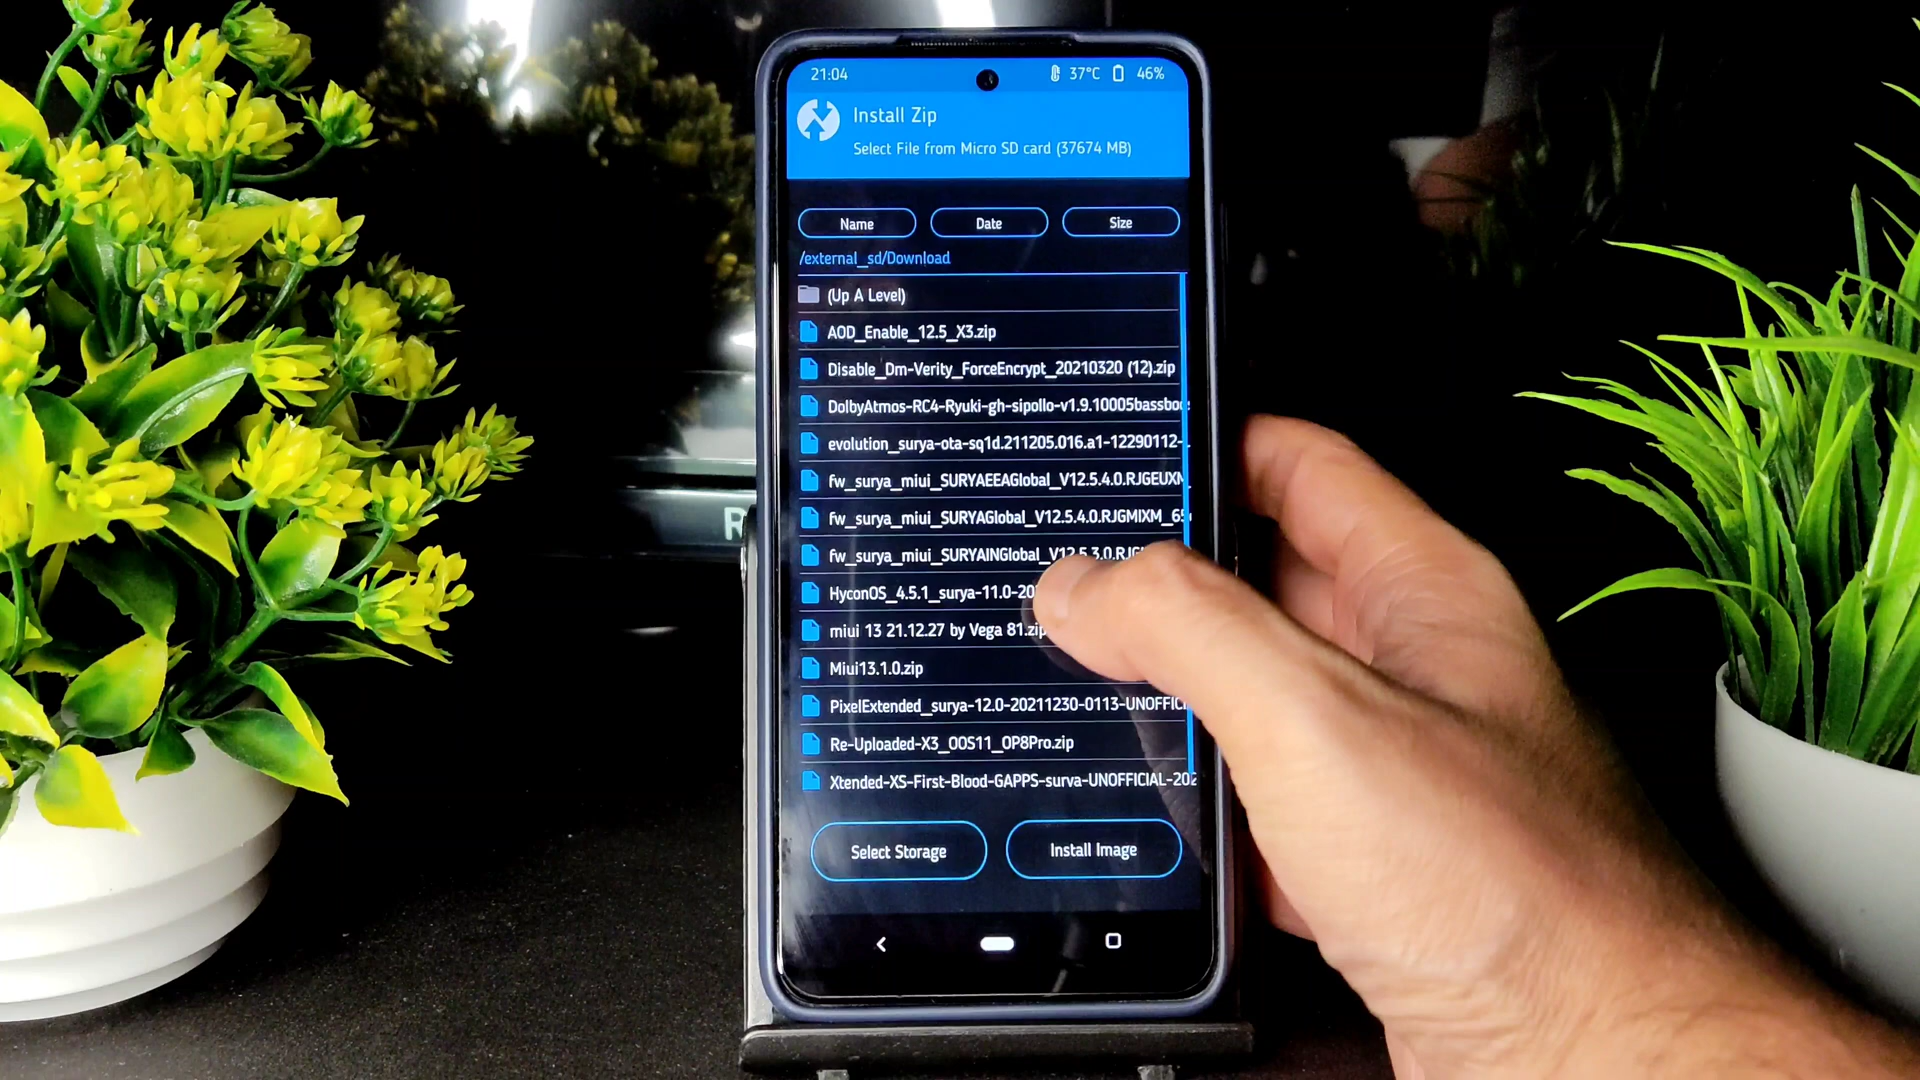 21:04 37°C 46%
Install Zip
Select File from Micro SD card (37674 MB)
Name Date Size
/external_sd/Download
(Up A Level)
AOD_Enable_12.5_X3.zip
Disable_Dm-Verity_ForceEncrypt_20210320 (12).zip
DolbyAtmos-RC4-Ryuki-gh-sipollo-v1.9.10005bassboo
evolution_surya-ota-sq1d.211205.016.a1-12290112-
fw_surya_miui_SURYAEEAGlobal_V12.5.4.0.RJGEUXM_
fw_surya_miui_SURYAGlobal_V12.5.4.0.RJGMIXM_65
fw_surya_miui_SURYAINGlobal_V12.5.3.0.RJG
HyconOS_4.5.1_surya-11.0-20
miui 13 21.12.27 by Vega 81.zip
Miui13.1.0.zip
PixelExtended_surya-12.0-20211230-0113-UNOFFIC
Re-Uploaded-X3_OOS11_OP8Pro.zip
Xtended-XS-First-Blood-GAPPS-surya-UNOFFICIAL-202
Select Storage Install Image